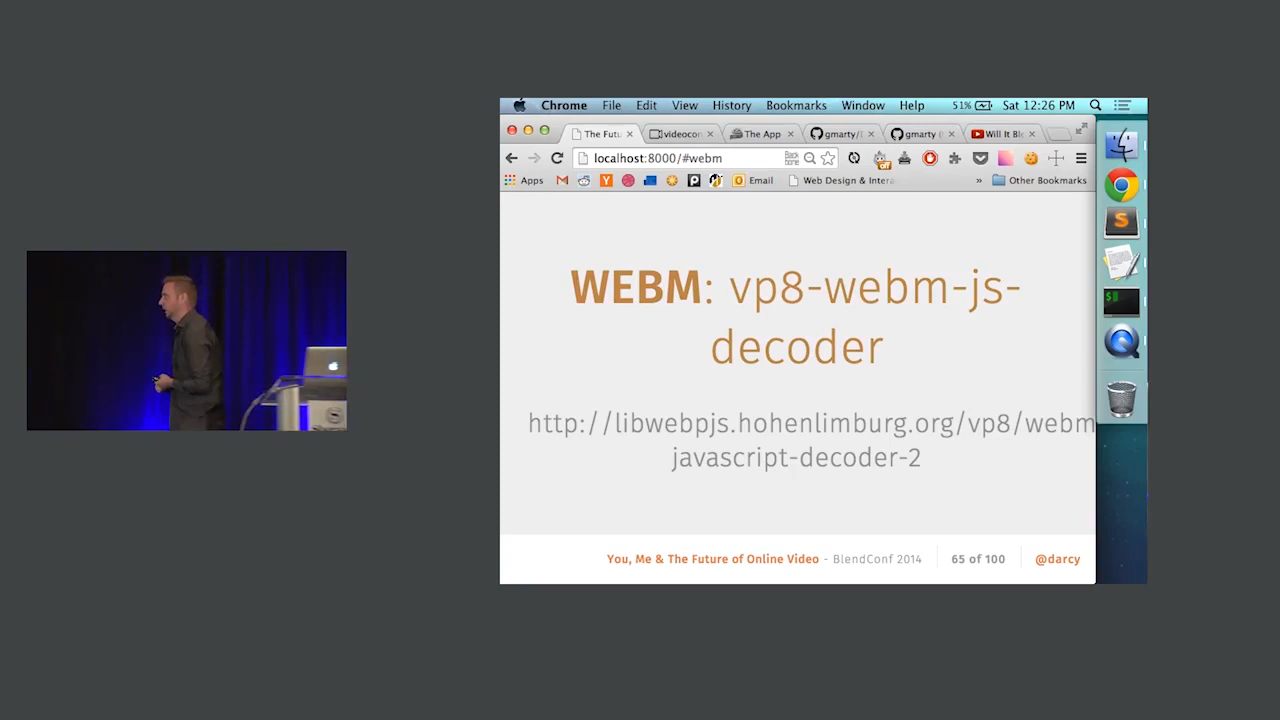 Chrome File Edit View History Bookmarks Window Help 51% Sat 12:26 PM
The Futu videocon The App gmarty/l gmarty ( Will It Ble
localhost:8000/#webm
Apps Email Web Design & Intera » Other Bookmarks
WEBM: vp8-webm-js-
decoder
http://libwebpjs.hohenlimburg.org/vp8/webm
javascript-decoder-2
You, Me & The Future of Online Video - BlendConf 2014 65 of 100 @darcy